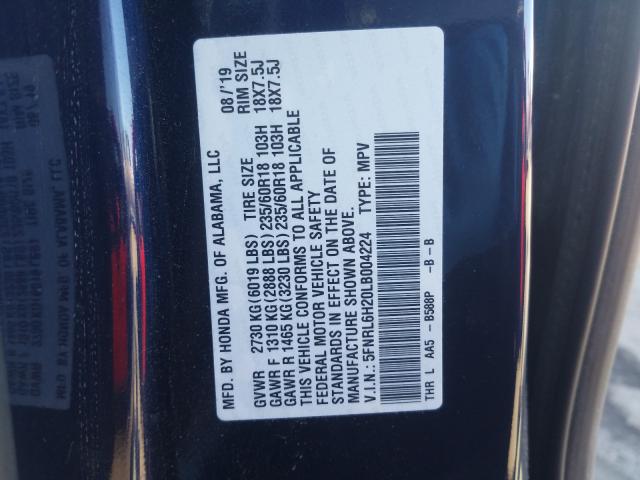 MFD. BY HONDA MFG. OF ALABAMA, LLC 08/'19
GVWR 2730 KG(6019 LBS) TIRE SIZE RIM SIZE
GAWR F 1310 KG(2888 LBS)235/60R18 103H 18X7.5J
GAWR R 1465 KG(3230 LBS)235/60R18 103H 18X7.5J
THIS VEHICLE CONFORMS TO ALL APPLICABLE
FEDERAL MOTOR VEHICLE SAFETY
STANDARDS IN EFFECT ON THE DATE OF
MANUFACTURE SHOWN ABOVE.
V.I.N.: 5FNRL6H20LB004224 TYPE: MPV
THR L AA5 - B588P -B-B